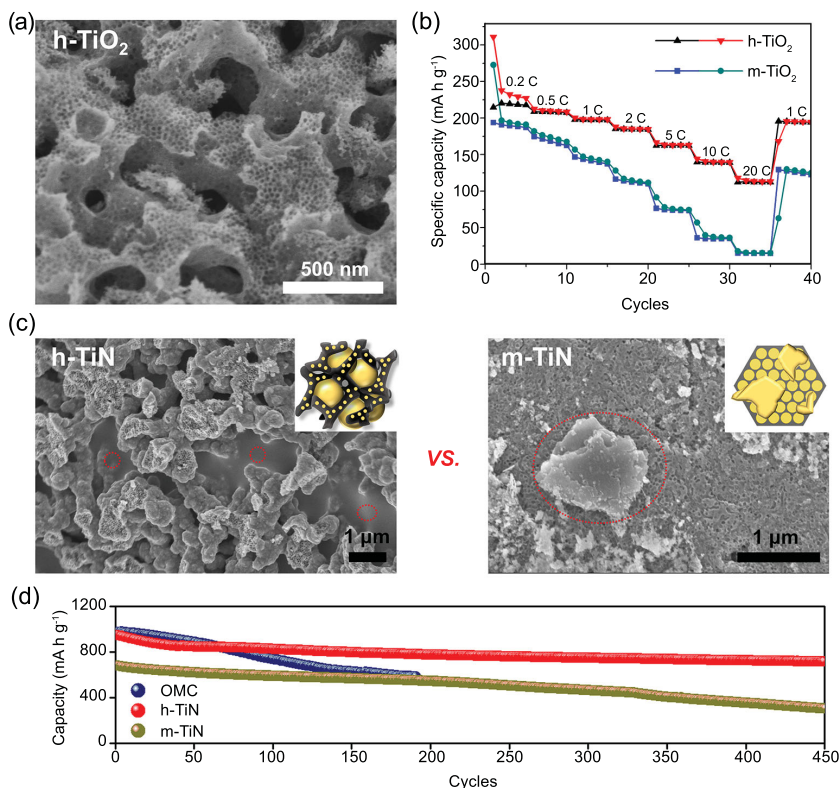 (a)
h-TiO₂
500 nm
(b)
Specific capacity (mA h g⁻¹)
300
250
200
150
100
50
0
h-TiO₂
m-TiO₂
0.2 C
0.5 C
1 C
2 C
5 C
10 C
20 C
1 C
0 10 20 30 40
Cycles
(c)
h-TiN
1 µm
VS.
m-TiN
1 µm
(d)
Capacity (mA h g⁻¹)
1200
800
400
0
OMC
h-TiN
m-TiN
0 50 100 150 200 250 300 350 400 450
Cycles